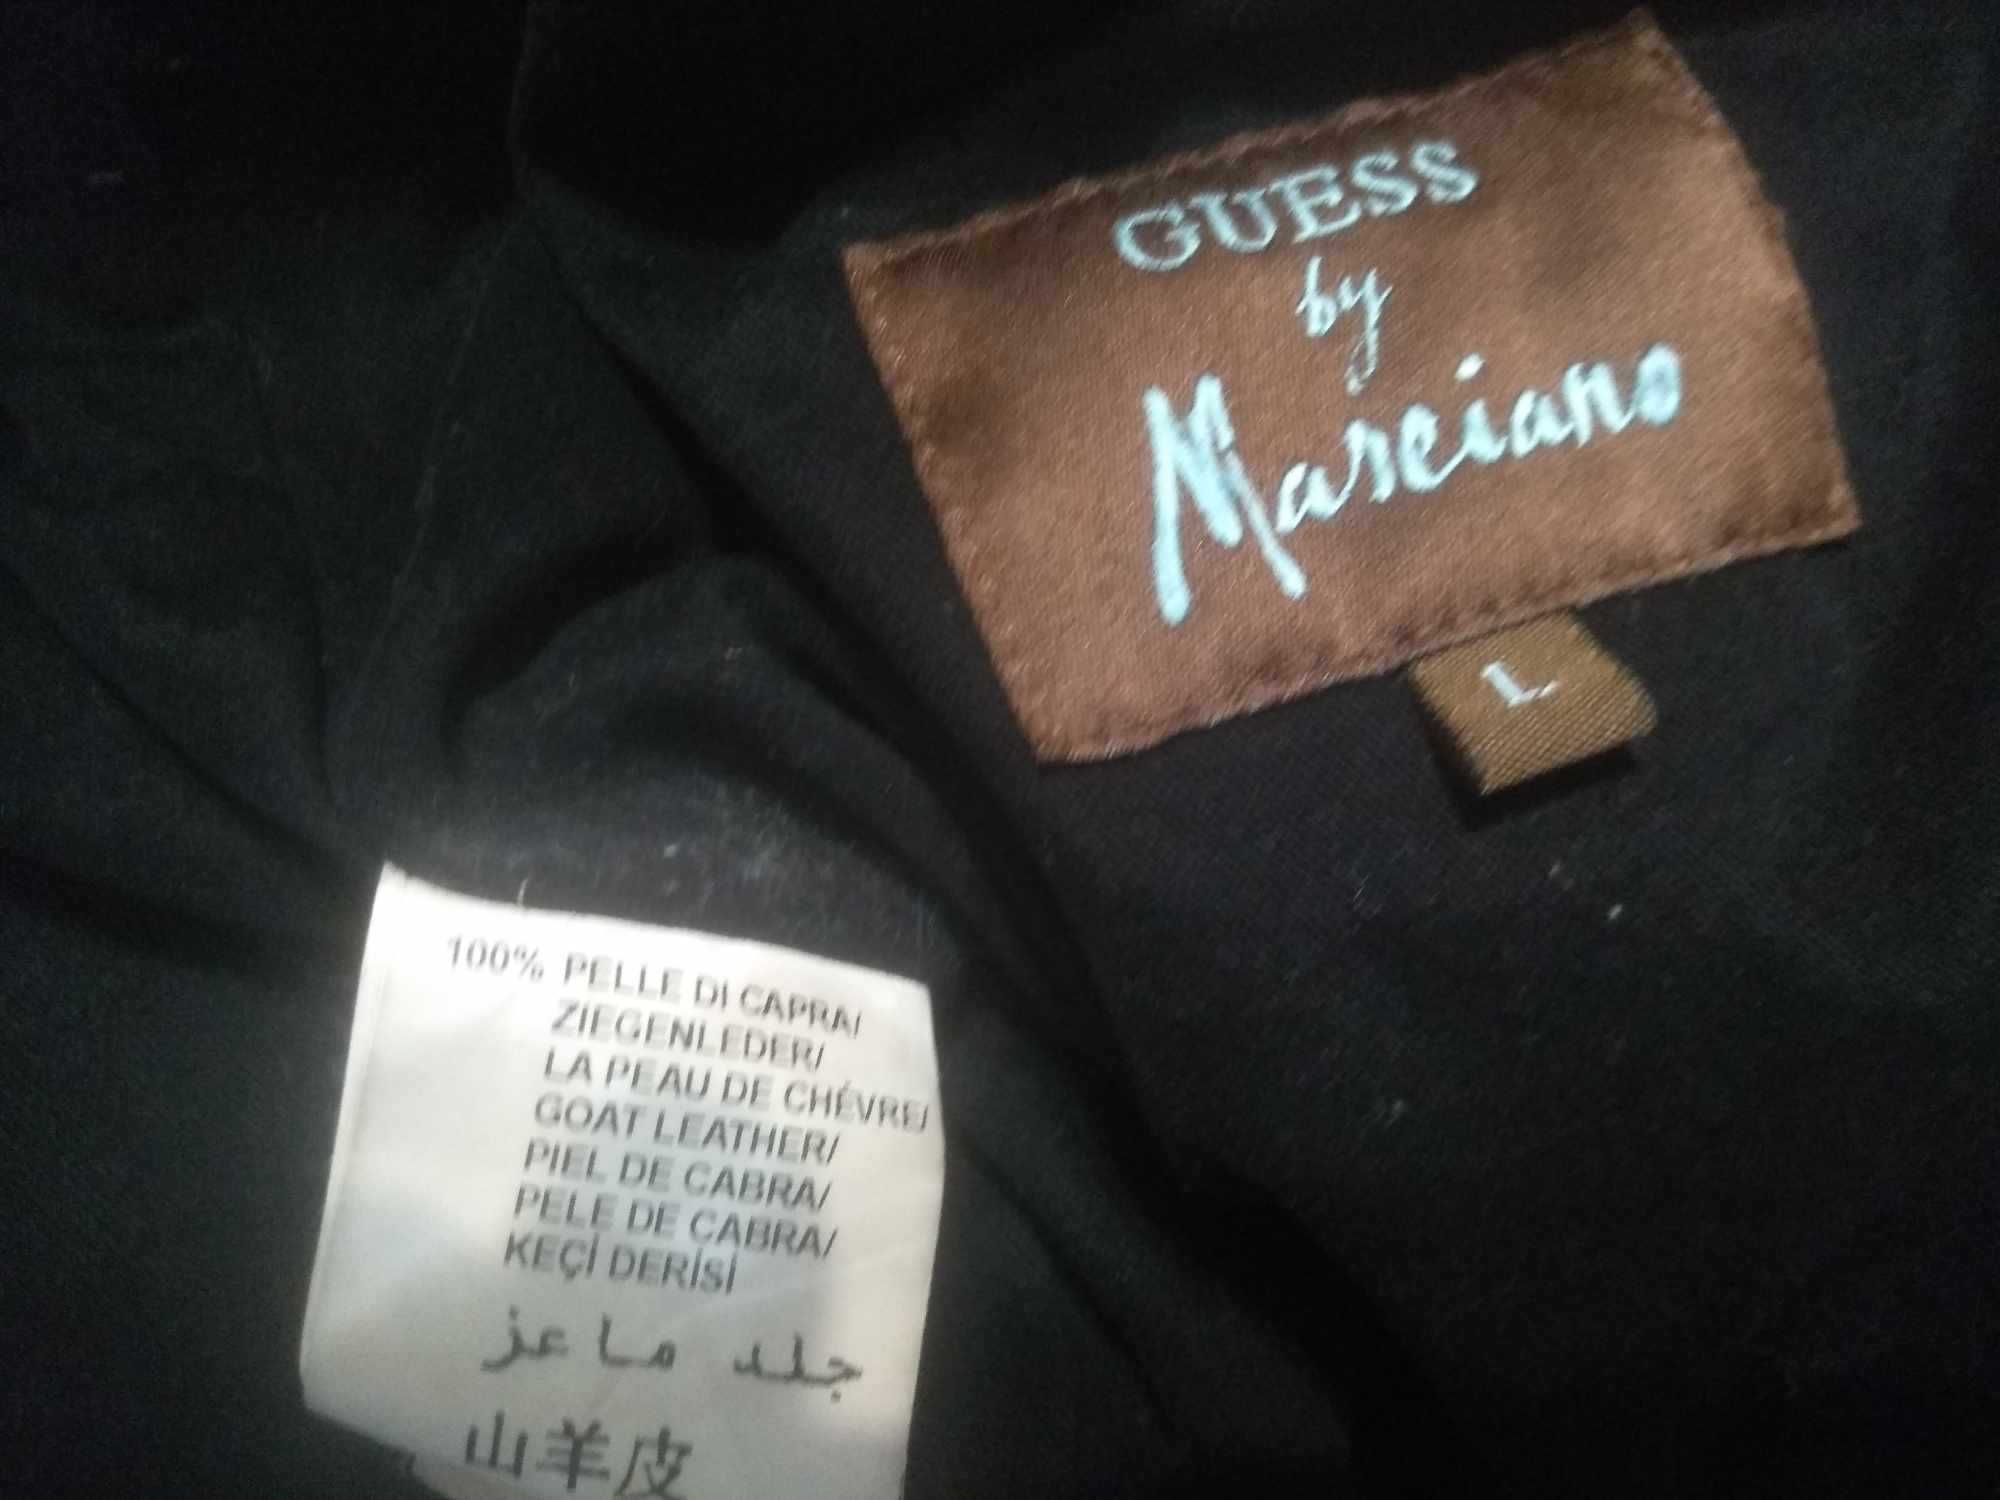 GUESS
by
Marciano
L
100% PELLE DI CAPRA/
ZIEGENLEDER/
LA PEAU DE CHÉVRE/
GOAT LEATHER/
PIEL DE CABRA/
PELE DE CABRA/
KEÇİ DERİSİ
جلد ماعز
山羊皮